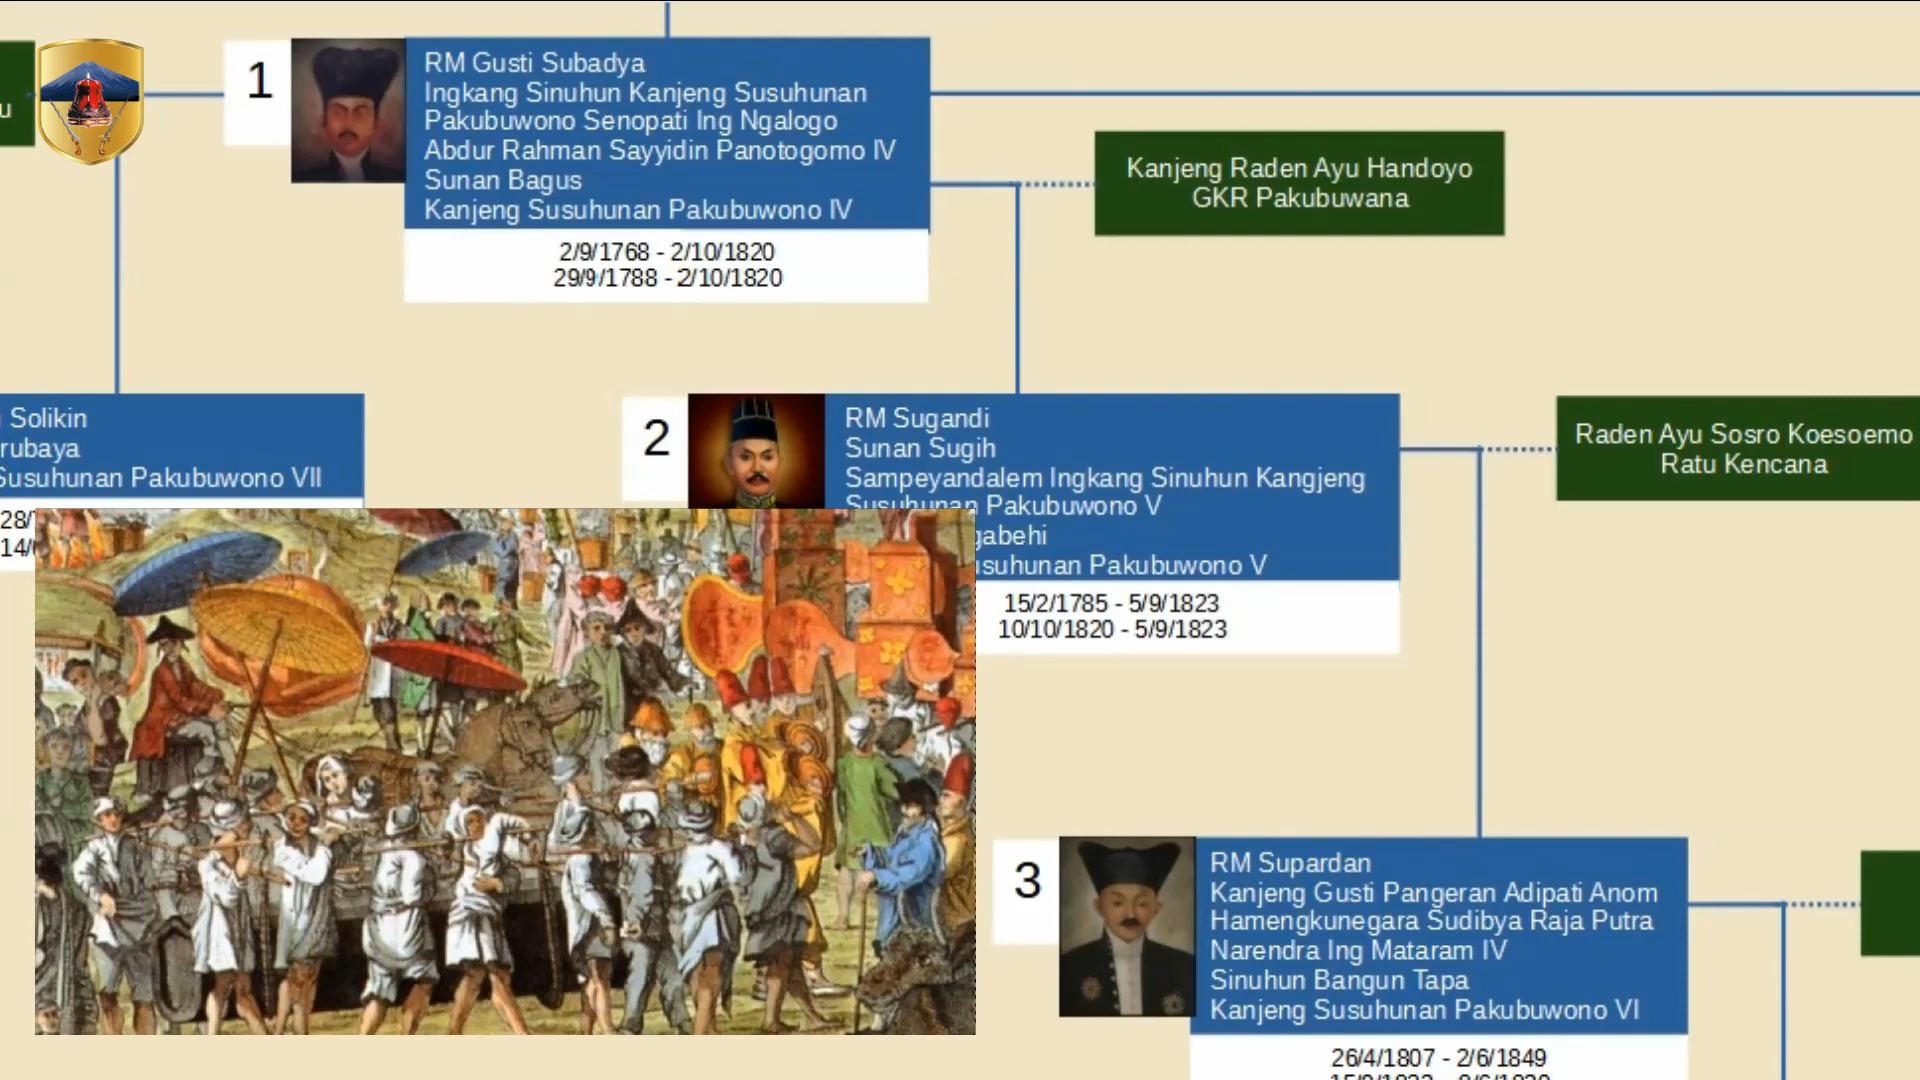 u
1
RM Gusti Subadya
Ingkang Sinuhun Kanjeng Susuhunan
Pakubuwono Senopati Ing Ngalogo
Abdur Rahman Sayyidin Panotogomo IV
Sunan Bagus
Kanjeng Susuhunan Pakubuwono IV
2/9/1768 - 2/10/1820
29/9/1788 - 2/10/1820
Kanjeng Raden Ayu Handoyo
GKR Pakubuwana
Solikin
rubaya
Susuhunan Pakubuwono VII
28/
14/
2
RM Sugandi
Sunan Sugih
Sampeyandalem Ingkang Sinuhun Kangjeng
Susuhunan Pakubuwono V
gabehi
usuhunan Pakubuwono V
15/2/1785 - 5/9/1823
10/10/1820 - 5/9/1823
Raden Ayu Sosro Koesoemo
Ratu Kencana
3
RM Supardan
Kanjeng Gusti Pangeran Adipati Anom
Hamengkunegara Sudibya Raja Putra
Narendra Ing Mataram IV
Sinuhun Bangun Tapa
Kanjeng Susuhunan Pakubuwono VI
26/4/1807 - 2/6/1849